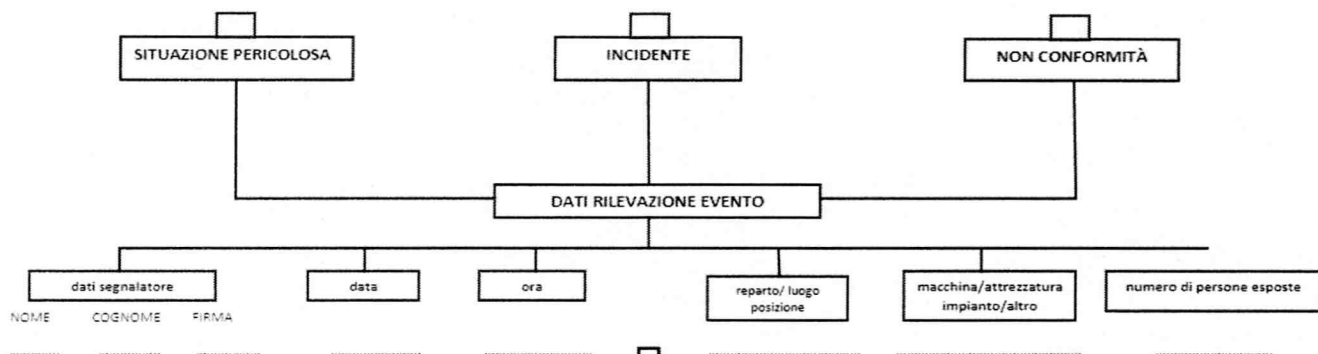 SITUAZIONE PERICOLOSA
INCIDENTE
NON CONFORMITÀ
DATI RILEVAZIONE EVENTO
dati segnalatore
data
ora
reparto/ luogo
posizione
macchina/attrezzatura
impianto/altro
numero di persone esposte
NOME COGNOME FIRMA